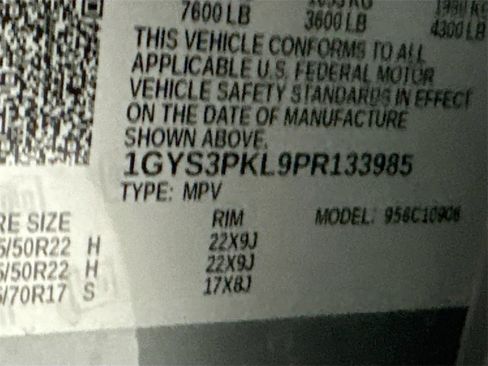 7600 LB 3600 LB 4300 LB
THIS VEHICLE CONFORMS TO ALL
APPLICABLE U.S. FEDERAL MOTOR
VEHICLE SAFETY STANDARDS IN EFFECT
ON THE DATE OF MANUFACTURE
SHOWN ABOVE.
1GYS3PKL9PR133985
TYPE: MPV
RE SIZE RIM MODEL:
5/50R22 H 22X9J
5/50R22 H 22X9J
5/70R17 S 17X8J